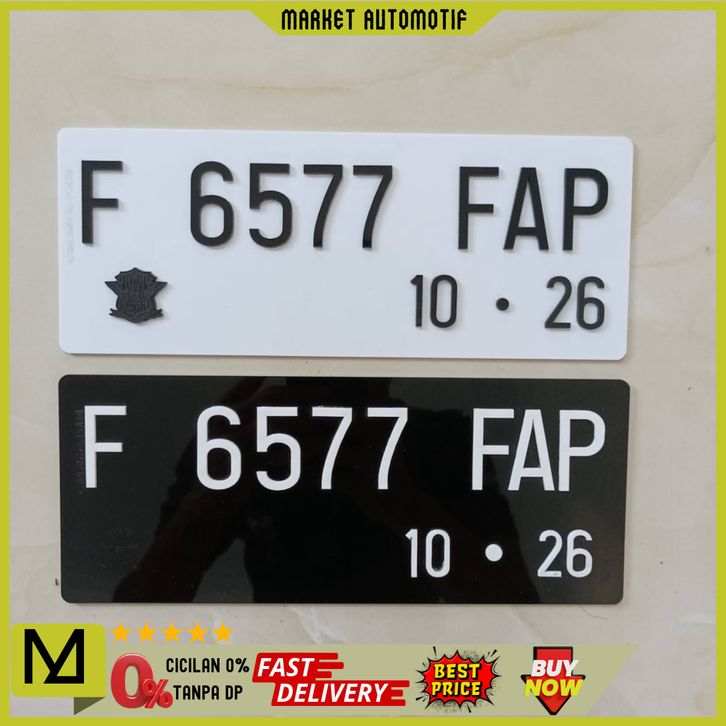 MARKET AUTOMOTIF
F 6577 FAP
10 • 26
F 6577 FAP
10 • 26
M
0%
CICILAN 0%
TANPA DP
FAST
DELIVERY
BEST
PRICE
BUY
NOW